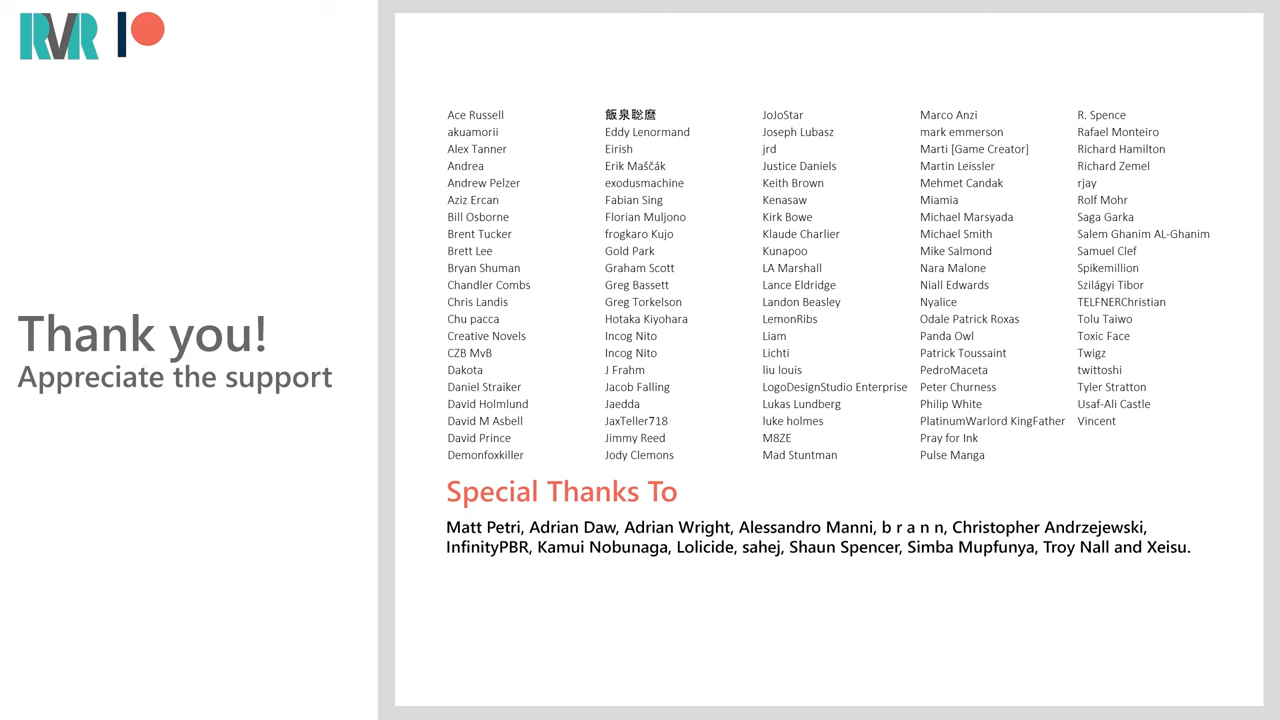 RVR
Thank you!
Appreciate the support
Ace Russell
akuamorii
Alex Tanner
Andrea
Andrew Pelzer
Aziz Ercan
Bill Osborne
Brent Tucker
Brett Lee
Bryan Shuman
Chandler Combs
Chris Landis
Chu pacca
Creative Novels
CZB MvB
Dakota
Daniel Straiker
David Holmlund
David M Asbell
David Prince
Demonfoxkiller
飯泉聡麿
Eddy Lenormand
Eirish
Erik Maščák
exodusmachine
Fabian Sing
Florian Muljono
frogkaro Kujo
Gold Park
Graham Scott
Greg Bassett
Greg Torkelson
Hotaka Kiyohara
Incog Nito
Incog Nito
J Frahm
Jacob Falling
Jaedda
JaxTeller718
Jimmy Reed
Jody Clemons
JoJoStar
Joseph Lubasz
jrd
Justice Daniels
Keith Brown
Kenasaw
Kirk Bowe
Klaude Charlier
Kunapoo
LA Marshall
Lance Eldridge
Landon Beasley
LemonRibs
Liam
Lichti
liu louis
LogoDesignStudio Enterprise
Lukas Lundberg
luke holmes
M8ZE
Mad Stuntman
Marco Anzi
mark emmerson
Marti [Game Creator]
Martin Leissler
Mehmet Candak
Miamia
Michael Marsyada
Michael Smith
Mike Salmond
Nara Malone
Niall Edwards
Nyalice
Odale Patrick Roxas
Panda Owl
Patrick Toussaint
PedroMaceta
Peter Churness
Philip White
PlatinumWarlord KingFather
Pray for Ink
Pulse Manga
R. Spence
Rafael Monteiro
Richard Hamilton
Richard Zemel
rjay
Rolf Mohr
Saga Garka
Salem Ghanim AL-Ghanim
Samuel Clef
Spikemillion
Szilágyi Tibor
TELFNERChristian
Tolu Taiwo
Toxic Face
Twigz
twittoshi
Tyler Stratton
Usaf-Ali Castle
Vincent
Special Thanks To
Matt Petri, Adrian Daw, Adrian Wright, Alessandro Manni, b r a n n, Christopher Andrzejewski,
InfinityPBR, Kamui Nobunaga, Lolicide, sahej, Shaun Spencer, Simba Mupfunya, Troy Nall and Xeisu.